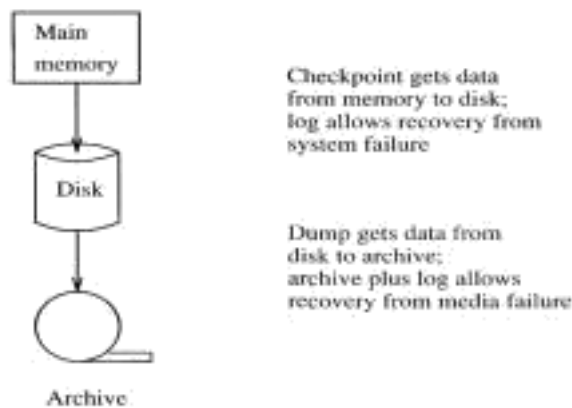 Main
memory
Checkpoint gets data
from memory to disk;
log allows recovery from
system failure
Disk
Dump gets data from
disk to archive;
archive plus log allows
recovery from media failure
Archive